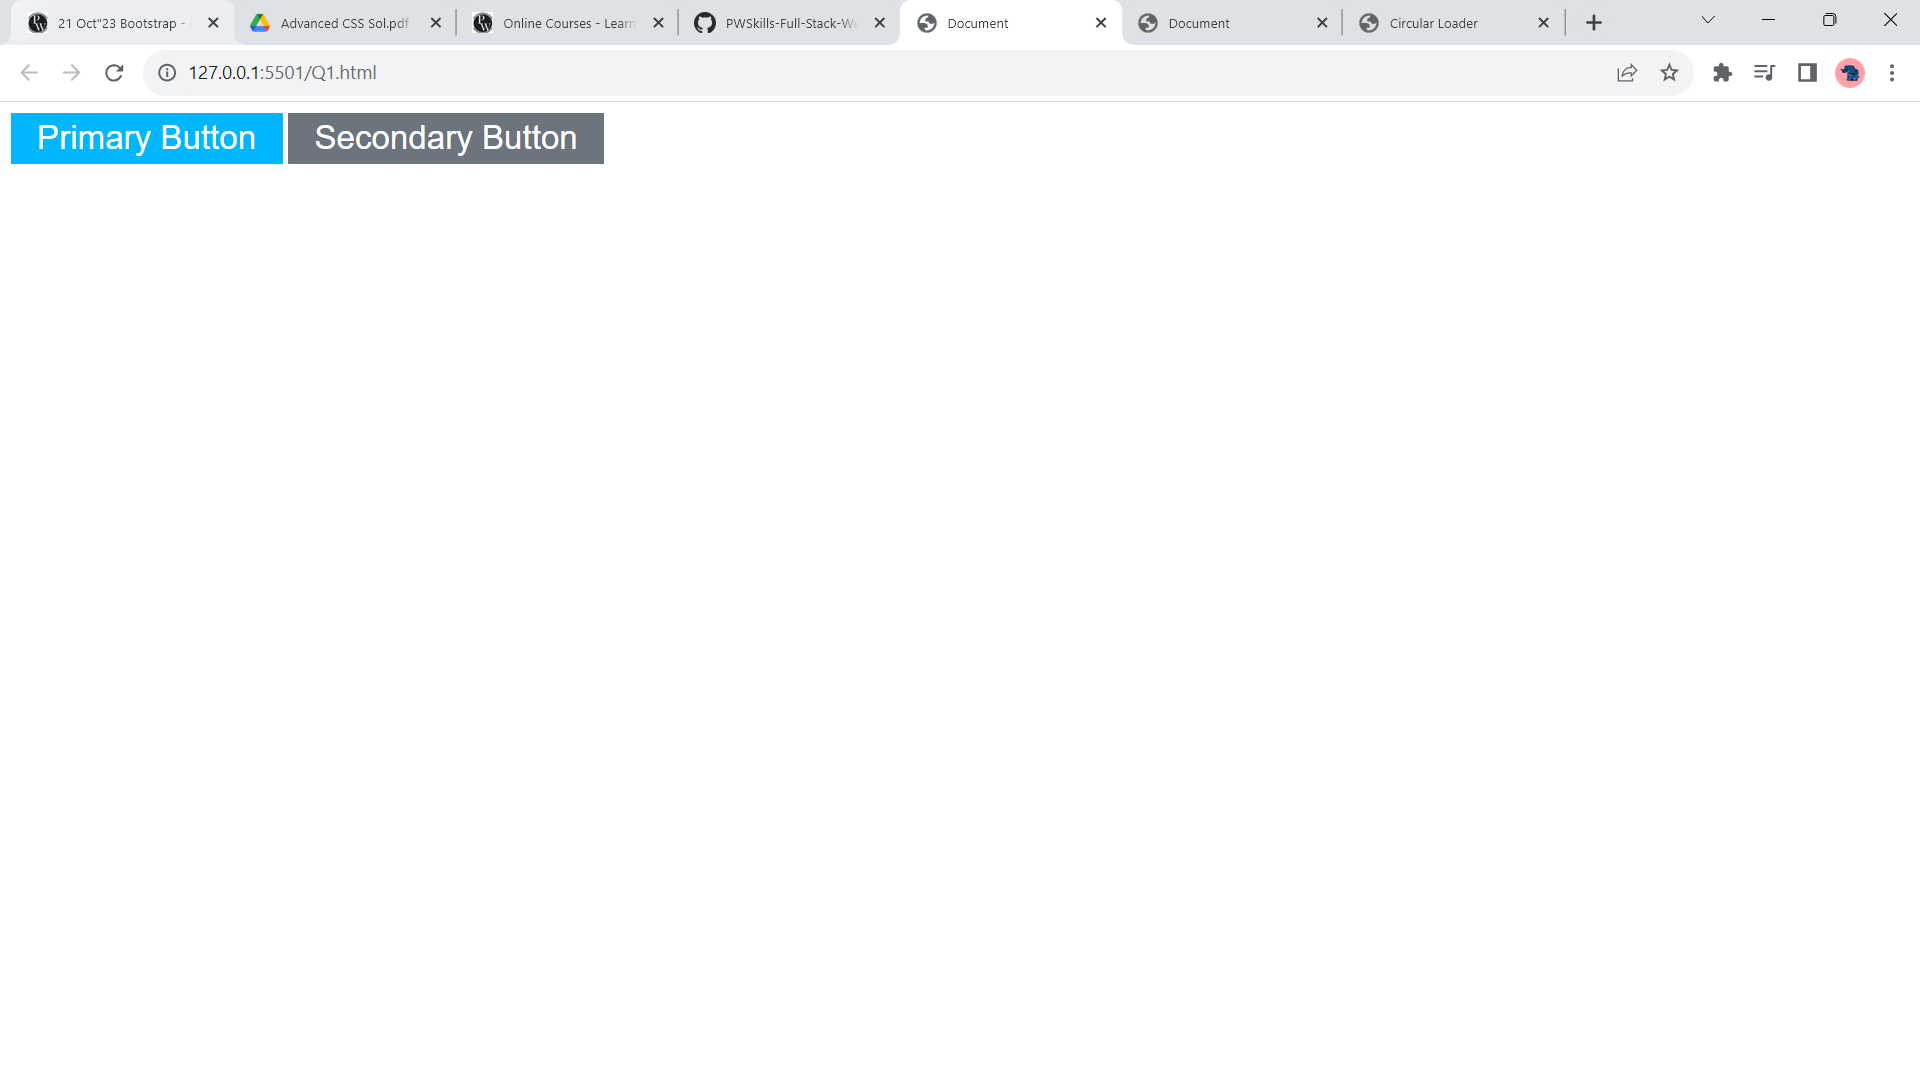 21 Oct"23 Bootstrap -
Advanced CSS Sol.pdf
Online Courses - Learn
PWSkills-Full-Stack-We
Document
Document
Circular Loader
127.0.0.1:5501/Q1.html
Primary Button
Secondary Button